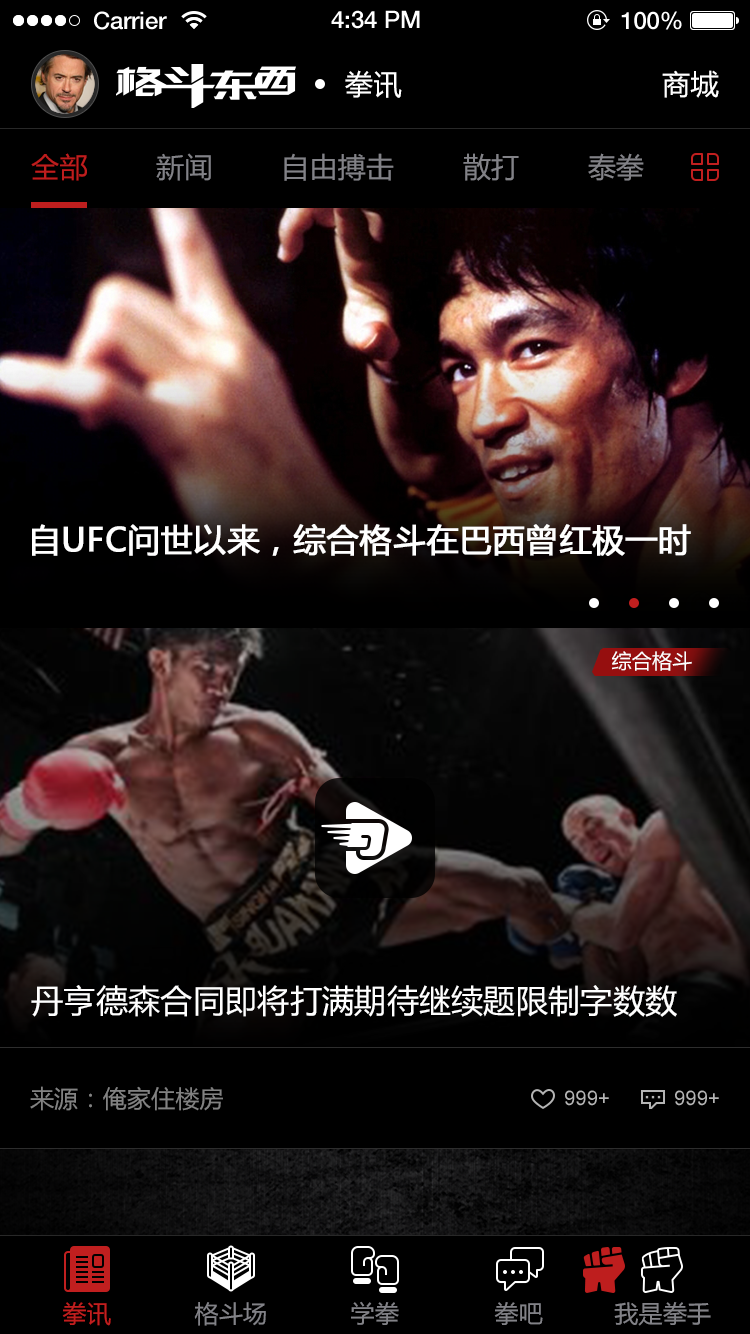 Carrier 4:34 PM 100%
格斗东西 • 拳讯 商城
全部 新闻 自由搏击 散打 泰拳
自UFC问世以来，综合格斗在巴西曾红极一时
综合格斗
丹亨德森合同即将打满期待继续题限制字数数
来源：俺家住楼房 999+ 999+
拳讯 格斗场 学拳 拳吧 我是拳手